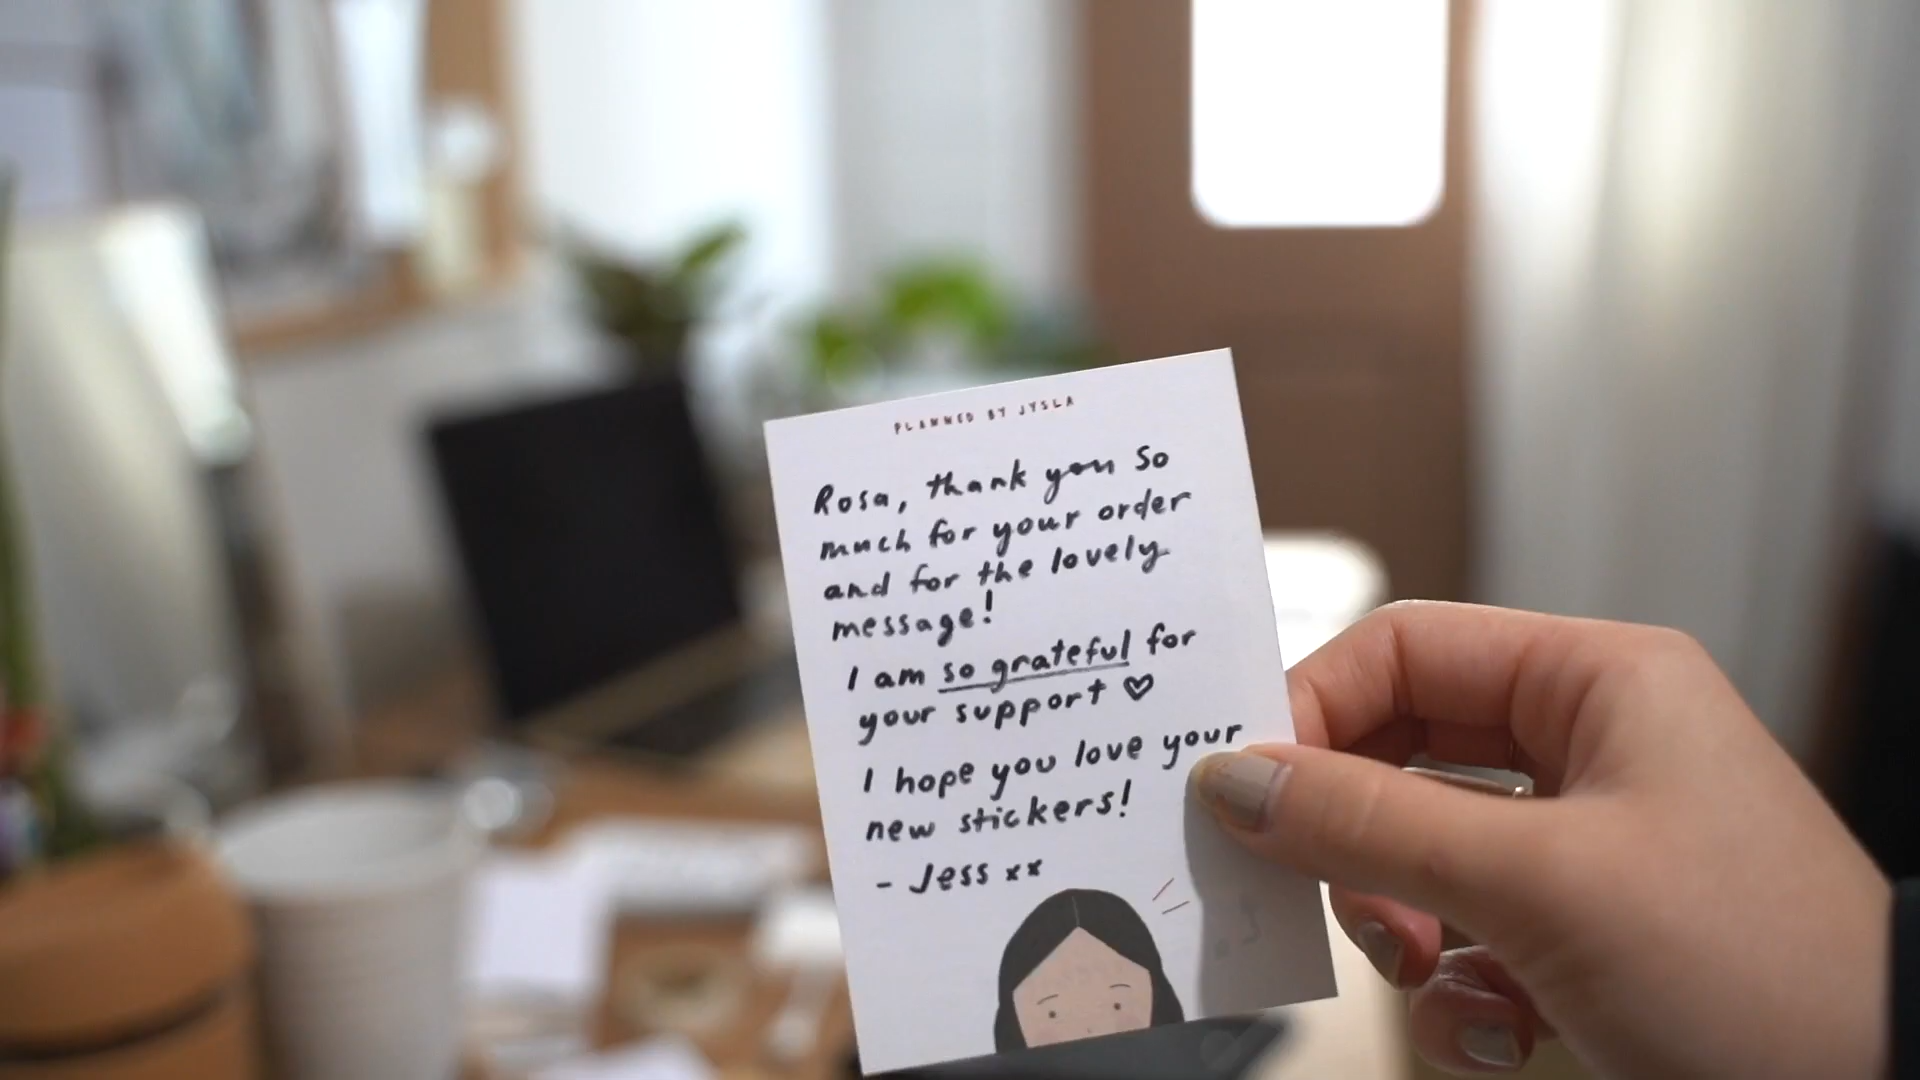 PLANNED BY JYSLA
Rosa, thank you so
much for your order
and for the lovely
message!
I am so grateful for
your support ♡
I hope you love your
new stickers!
- Jess xx